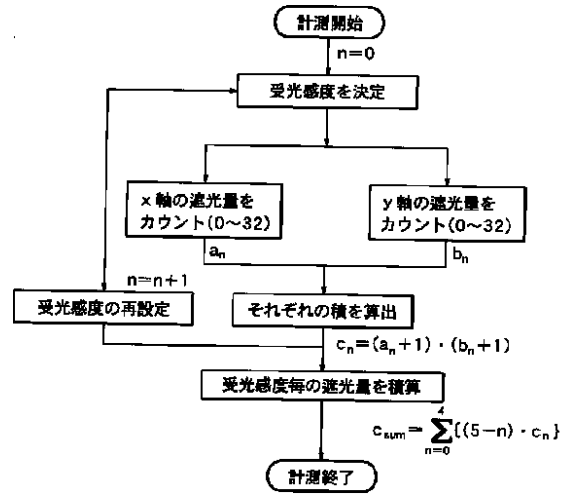 計測開始
n=0
受光感度を決定
x軸の遮光量を
カウント(0〜32)
y軸の遮光量を
カウント(0〜32)
aₙ
bₙ
n=n+1
受光感度の再設定
それぞれの積を算出
cₙ=(aₙ+1)・(bₙ+1)
受光感度毎の遮光量を積算
c_sum=∑_{n=0}^{4}{(5−n)・cₙ}
計測終了